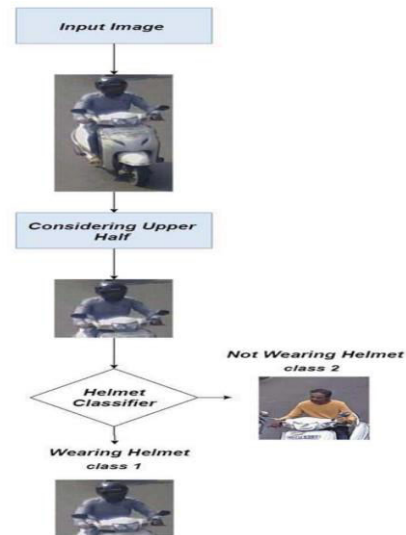 Input Image
Considering Upper
Half
Helmet
Classifier
Not Wearing Helmet
class 2
Wearing Helmet
class 1